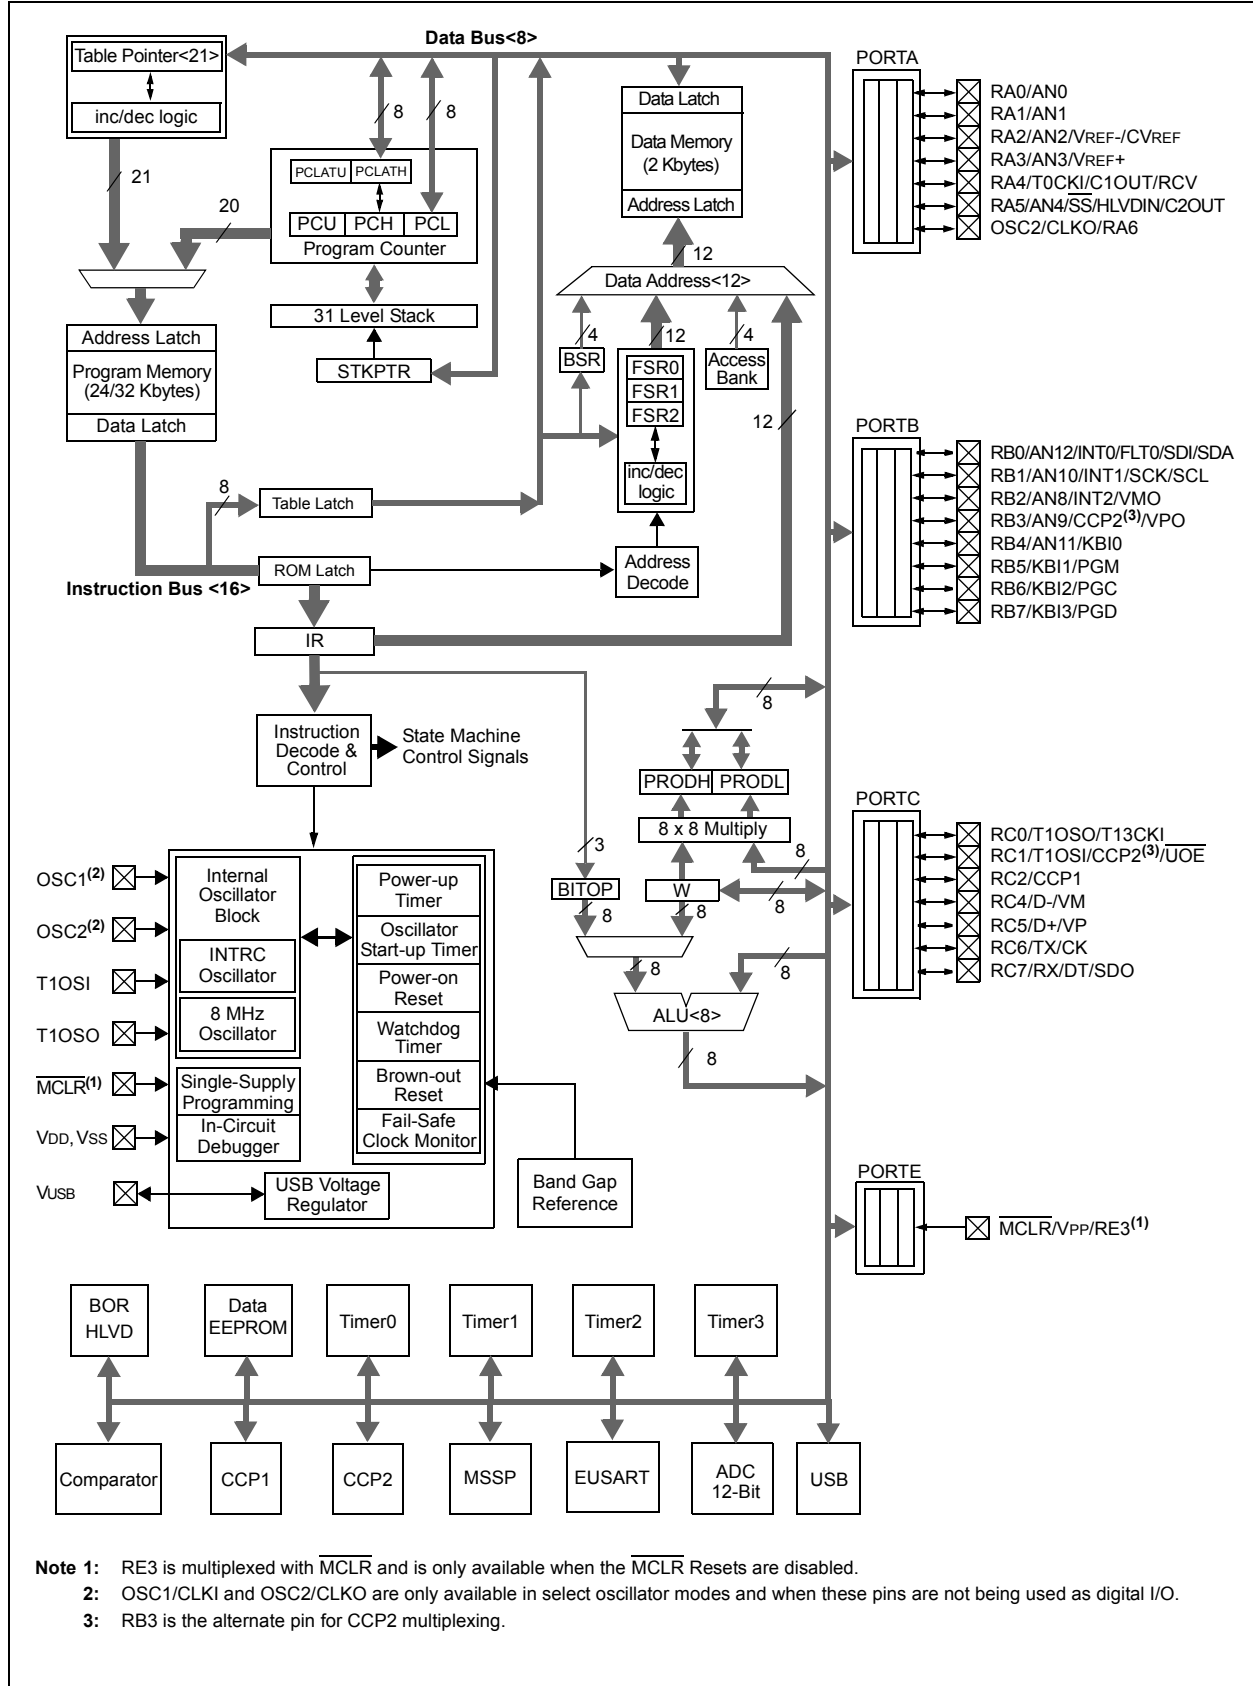 Data Bus<8>
Table Pointer<21>
inc/dec logic
21
20
8
8
PCLATU PCLATH
PCU PCH PCL
Program Counter
31 Level Stack
STKPTR
Address Latch
Program Memory
(24/32 Kbytes)
Data Latch
8
Table Latch
ROM Latch
Instruction Bus <16>
IR
Data Latch
Data Memory
(2 Kbytes)
Address Latch
12
Data Address<12>
4
12
4
BSR
FSR0
FSR1
FSR2
inc/dec
logic
Access
Bank
12
Address
Decode
Instruction
Decode &
Control
State Machine
Control Signals
8
PRODH PRODL
8 x 8 Multiply
3
8
BITOP
W
8
8
8
8
8
ALU<8>
8
OSC1(2)
OSC2(2)
T1OSI
T1OSO
MCLR(1)
VDD, VSS
VUSB
Internal
Oscillator
Block
INTRC
Oscillator
8 MHz
Oscillator
Single-Supply
Programming
In-Circuit
Debugger
USB Voltage
Regulator
Power-up
Timer
Oscillator
Start-up Timer
Power-on
Reset
Watchdog
Timer
Brown-out
Reset
Fail-Safe
Clock Monitor
Band Gap
Reference
PORTA
RA0/AN0
RA1/AN1
RA2/AN2/VREF-/CVREF
RA3/AN3/VREF+
RA4/T0CKI/C1OUT/RCV
RA5/AN4/SS/HLVDIN/C2OUT
OSC2/CLKO/RA6
PORTB
RB0/AN12/INT0/FLT0/SDI/SDA
RB1/AN10/INT1/SCK/SCL
RB2/AN8/INT2/VMO
RB3/AN9/CCP2(3)/VPO
RB4/AN11/KBI0
RB5/KBI1/PGM
RB6/KBI2/PGC
RB7/KBI3/PGD
PORTC
RC0/T1OSO/T13CKI
RC1/T1OSI/CCP2(3)/UOE
RC2/CCP1
RC4/D-/VM
RC5/D+/VP
RC6/TX/CK
RC7/RX/DT/SDO
PORTE
MCLR/VPP/RE3(1)
BOR
HLVD
Data
EEPROM
Timer0
Timer1
Timer2
Timer3
Comparator
CCP1
CCP2
MSSP
EUSART
ADC
12-Bit
USB
Note 1: RE3 is multiplexed with MCLR and is only available when the MCLR Resets are disabled.
2: OSC1/CLKI and OSC2/CLKO are only available in select oscillator modes and when these pins are not being used as digital I/O.
3: RB3 is the alternate pin for CCP2 multiplexing.